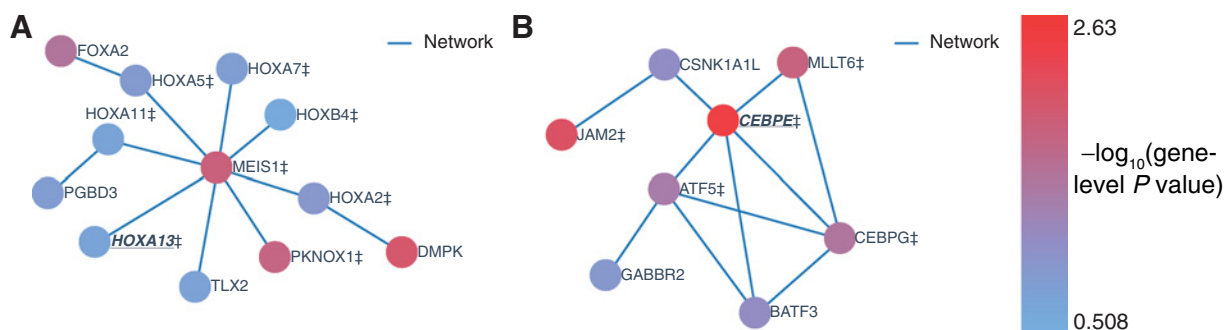 A
Network
FOXA2
HOXA5‡
HOXA7‡
HOXA11‡
HOXB4‡
MEIS1‡
PGBD3
HOXA2‡
HOXA13‡
PKNOX1‡
DMPK
TLX2
B
Network
CSNK1A1L
MLLT6‡
JAM2‡
CEBPE‡
ATF5‡
CEBPG‡
GABBR2
BATF3
2.63
–log10(gene-
level P value)
0.508